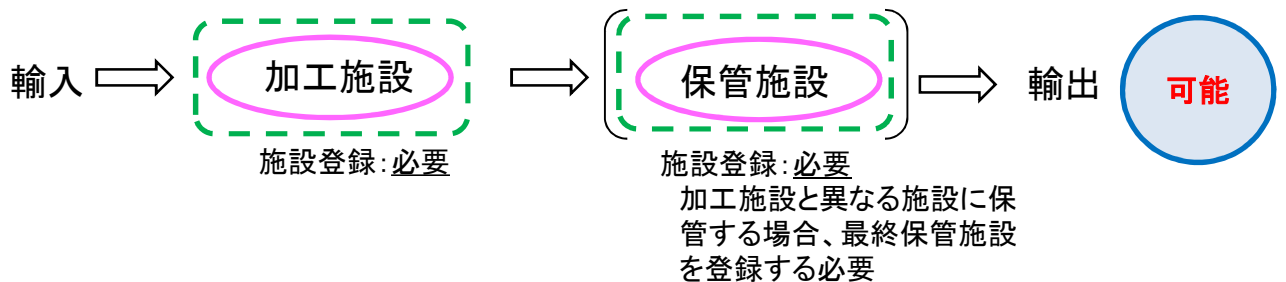 輸入
加工施設
保管施設
輸出
可能
施設登録：必要
施設登録：必要
加工施設と異なる施設に保
管する場合、最終保管施設
を登録する必要